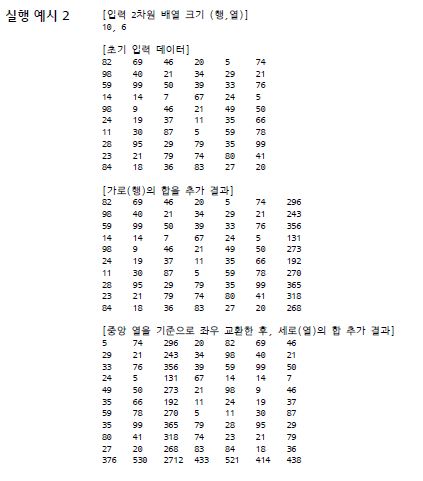 실행 예시 2
[입력 2차원 배열 크기 (행,열)]
10, 6
[초기 입력 데이터]
82 69 46 20 5 74
98 40 21 34 29 21
59 99 50 39 33 76
14 14 7 67 24 5
98 9 46 21 49 50
24 19 37 11 35 66
11 30 87 5 59 78
28 95 29 79 35 99
23 21 79 74 80 41
84 18 36 83 27 20
[가로(행)의 합을 추가 결과]
82 69 46 20 5 74 296
98 40 21 34 29 21 243
59 99 50 39 33 76 356
14 14 7 67 24 5 131
98 9 46 21 49 50 273
24 19 37 11 35 66 192
11 30 87 5 59 78 270
28 95 29 79 35 99 365
23 21 79 74 80 41 318
84 18 36 83 27 20 268
[중앙 열을 기준으로 좌우 교환한 후, 세로(열)의 합 추가 결과]
5 74 296 20 82 69 46
29 21 243 34 98 40 21
33 76 356 39 59 99 50
24 5 131 67 14 14 7
49 50 273 21 98 9 46
35 66 192 11 24 19 37
59 78 270 5 11 30 87
35 99 365 79 28 95 29
80 41 318 74 23 21 79
27 20 268 83 84 18 36
376 530 2712 433 521 414 438